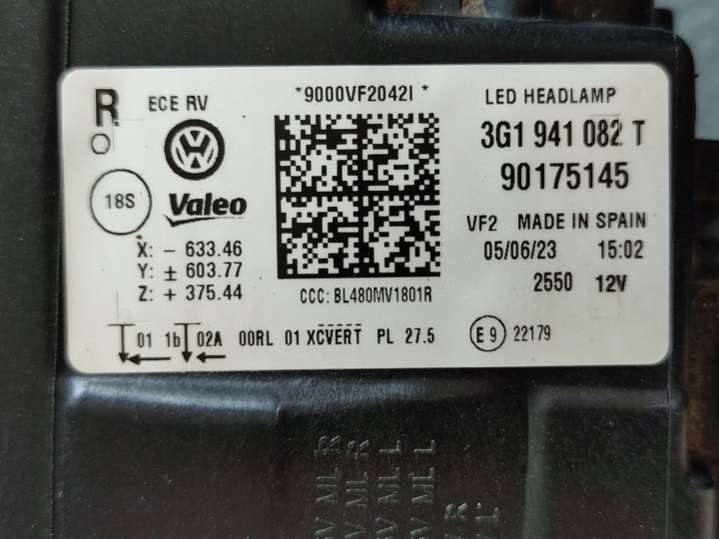 R ECE RV *9000VF2042I* LED HEADLAMP
3G1 941 082 T
90175145
18S Valeo
VF2 MADE IN SPAIN
X: - 633.46 05/06/23 15:02
Y: ± 603.77
Z: + 375.44 CCC: BL480MV1801R 2550 12V
01 1b 02A 00RL 01 XCVERT PL 27.5 E9 22179